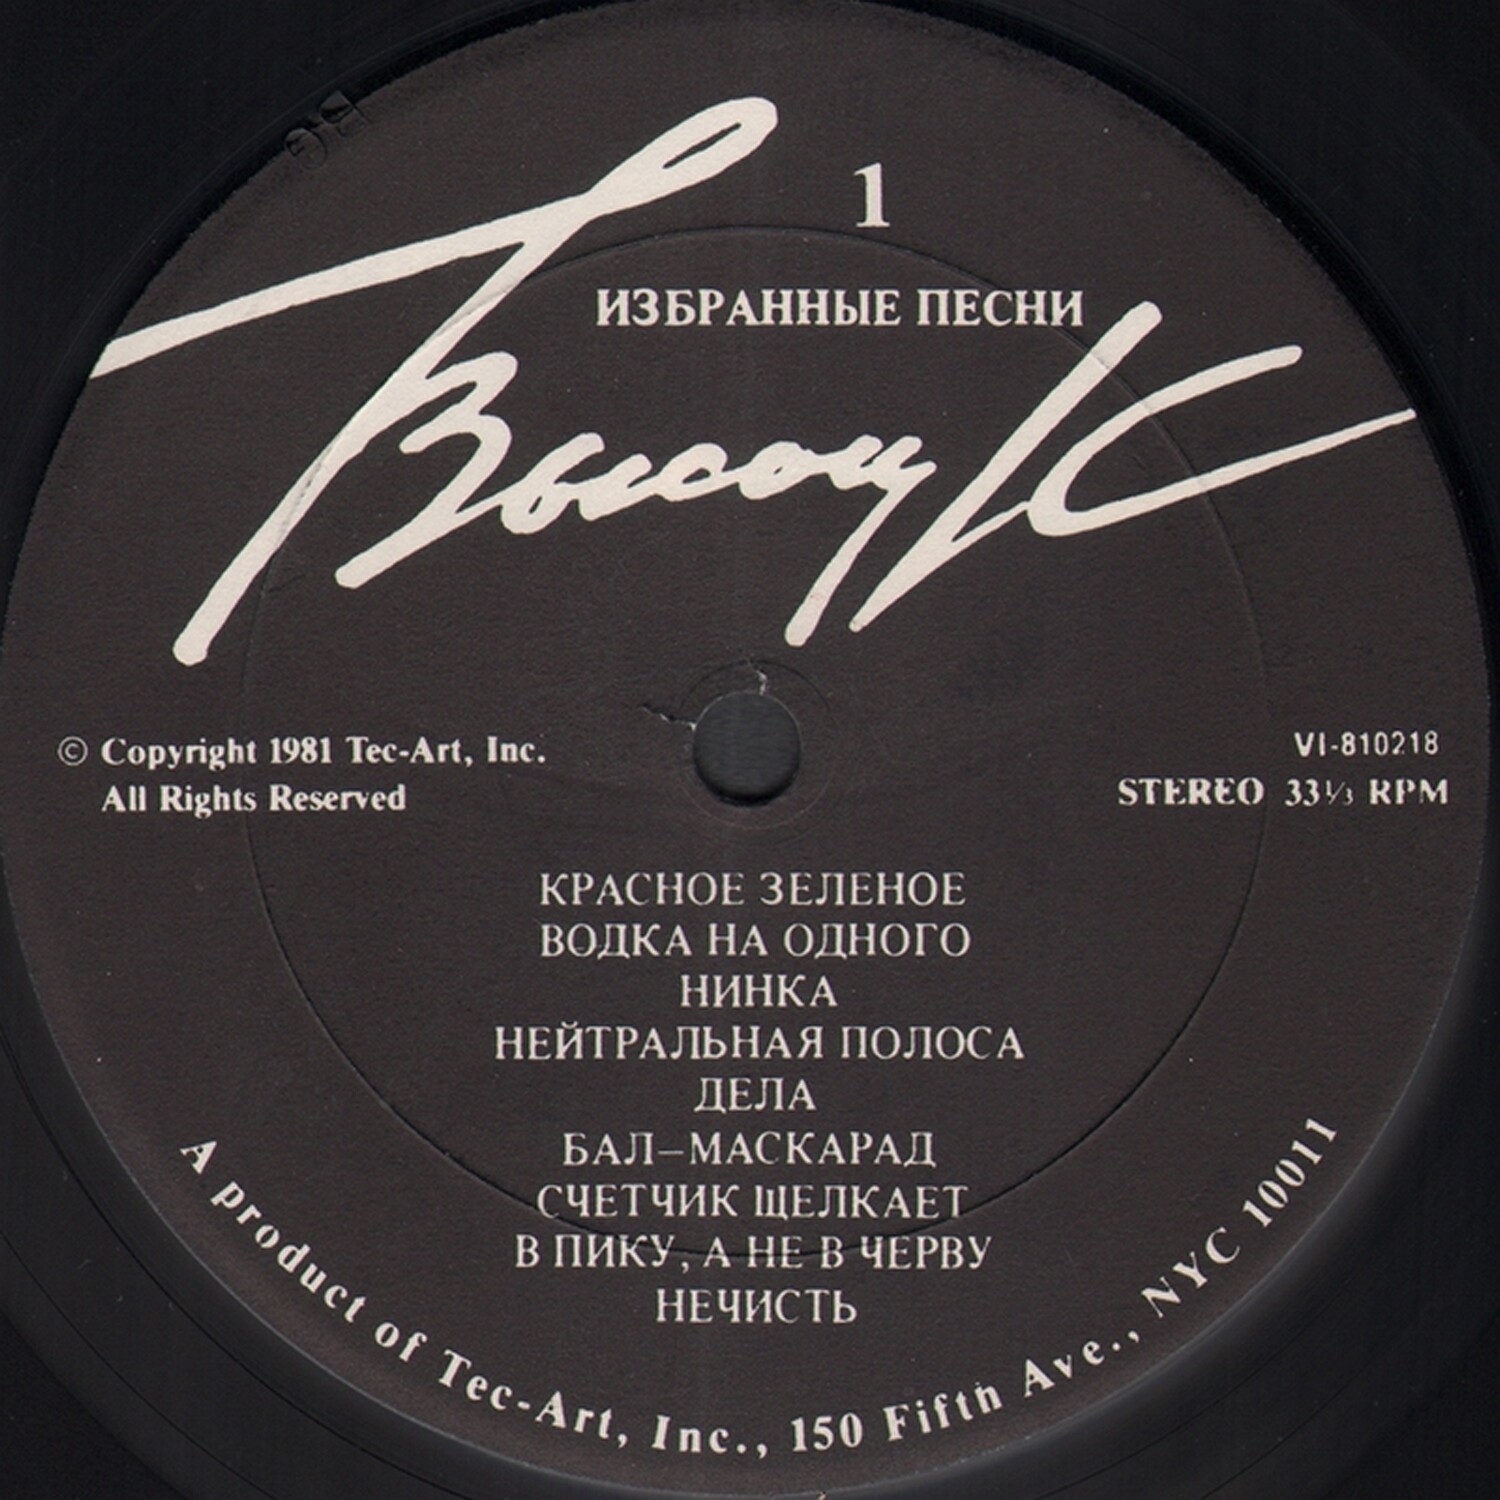 1
ИЗБРАННЫЕ ПЕСНИ
© Copyright 1981 Tec-Art, Inc.
All Rights Reserved
VI-810218
STEREO 33⅓ RPM
КРАСНОЕ ЗЕЛЕНОЕ
ВОДКА НА ОДНОГО
НИНКА
НЕЙТРАЛЬНАЯ ПОЛОСА
ДЕЛА
БАЛ–МАСКАРАД
СЧЕТЧИК ЩЕЛКАЕТ
В ПИКУ, А НЕ В ЧЕРВУ
НЕЧИСТЬ
A product of Tec-Art, Inc., 150 Fifth Ave., NYC 10011